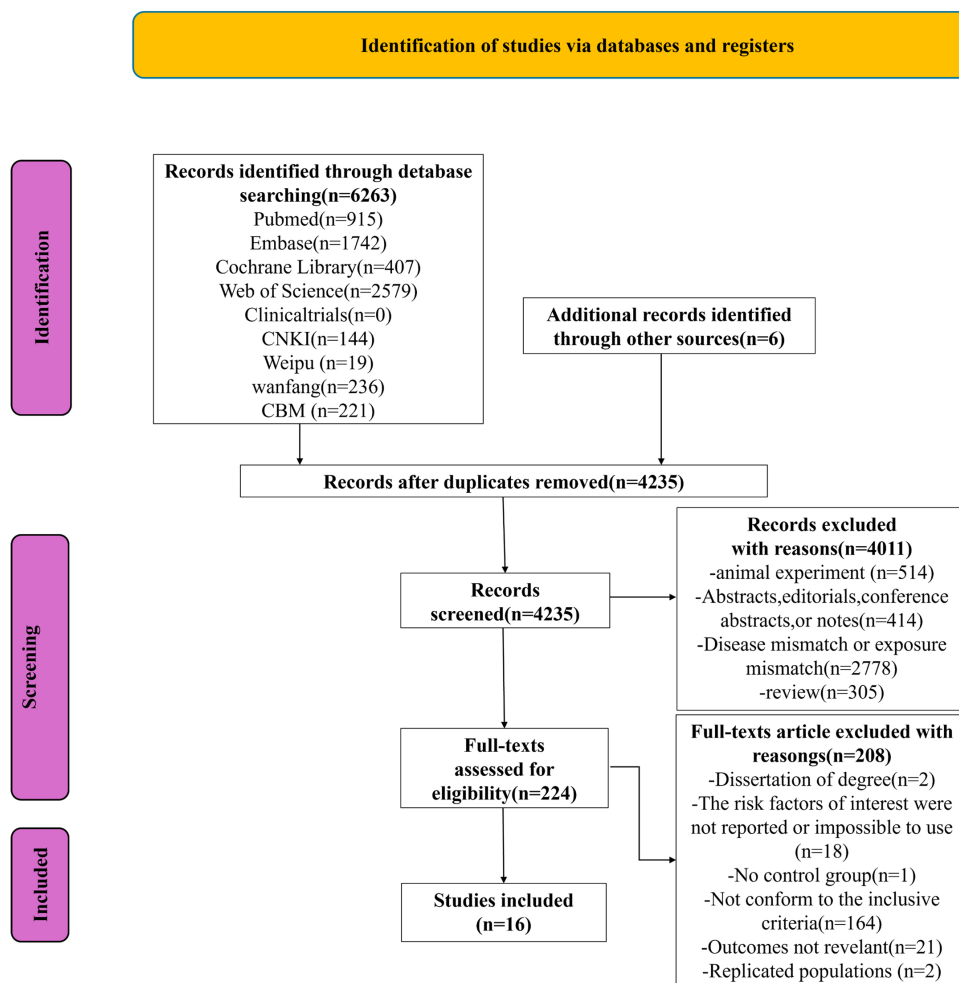 Identification of studies via databases and registers
Identification
Records identified through detabase
searching(n=6263)
Pubmed(n=915)
Embase(n=1742)
Cochrane Library(n=407)
Web of Science(n=2579)
Clinicaltrials(n=0)
CNKI(n=144)
Weipu (n=19)
wanfang(n=236)
CBM (n=221)
Additional records identified
through other sources(n=6)
Records after duplicates removed(n=4235)
Screening
Records
screened(n=4235)
Records excluded
with reasons(n=4011)
-animal experiment (n=514)
-Abstracts,editorials,conference
abstracts,or notes(n=414)
-Disease mismatch or exposure
mismatch(n=2778)
-review(n=305)
Full-texts
assessed for
eligibility(n=224)
Full-texts article excluded with
reasongs(n=208)
-Dissertation of degree(n=2)
-The risk factors of interest were
not reported or impossible to use
(n=18)
-No control group(n=1)
-Not conform to the inclusive
criteria(n=164)
-Outcomes not revelant(n=21)
-Replicated populations (n=2)
Included
Studies included
(n=16)